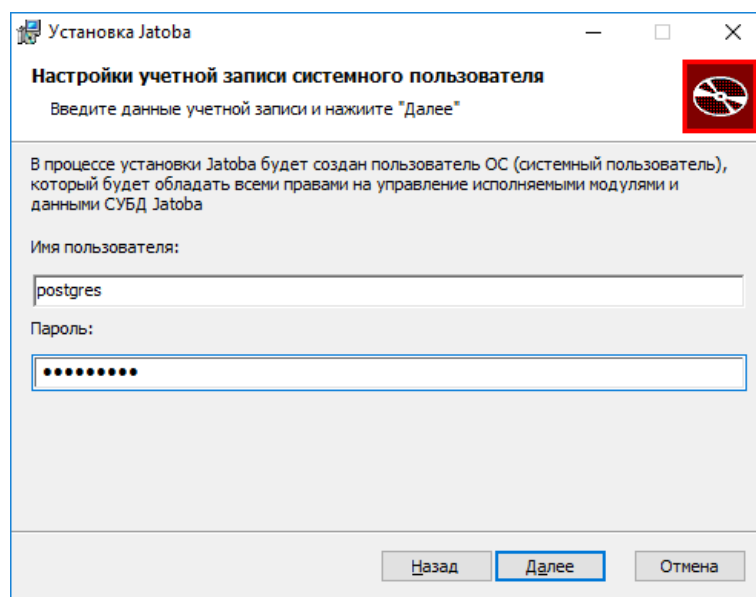 Установка Jatoba
Настройки учетной записи системного пользователя
Введите данные учетной записи и нажиите "Далее"
В процессе установки Jatoba будет создан пользователь ОС (системный пользователь),
который будет обладать всеми правами на управление исполняемыми модулями и
данными СУБД Jatoba
Имя пользователя:
postgres
Пароль:
●●●●●●●●●
Назад Далее Отмена